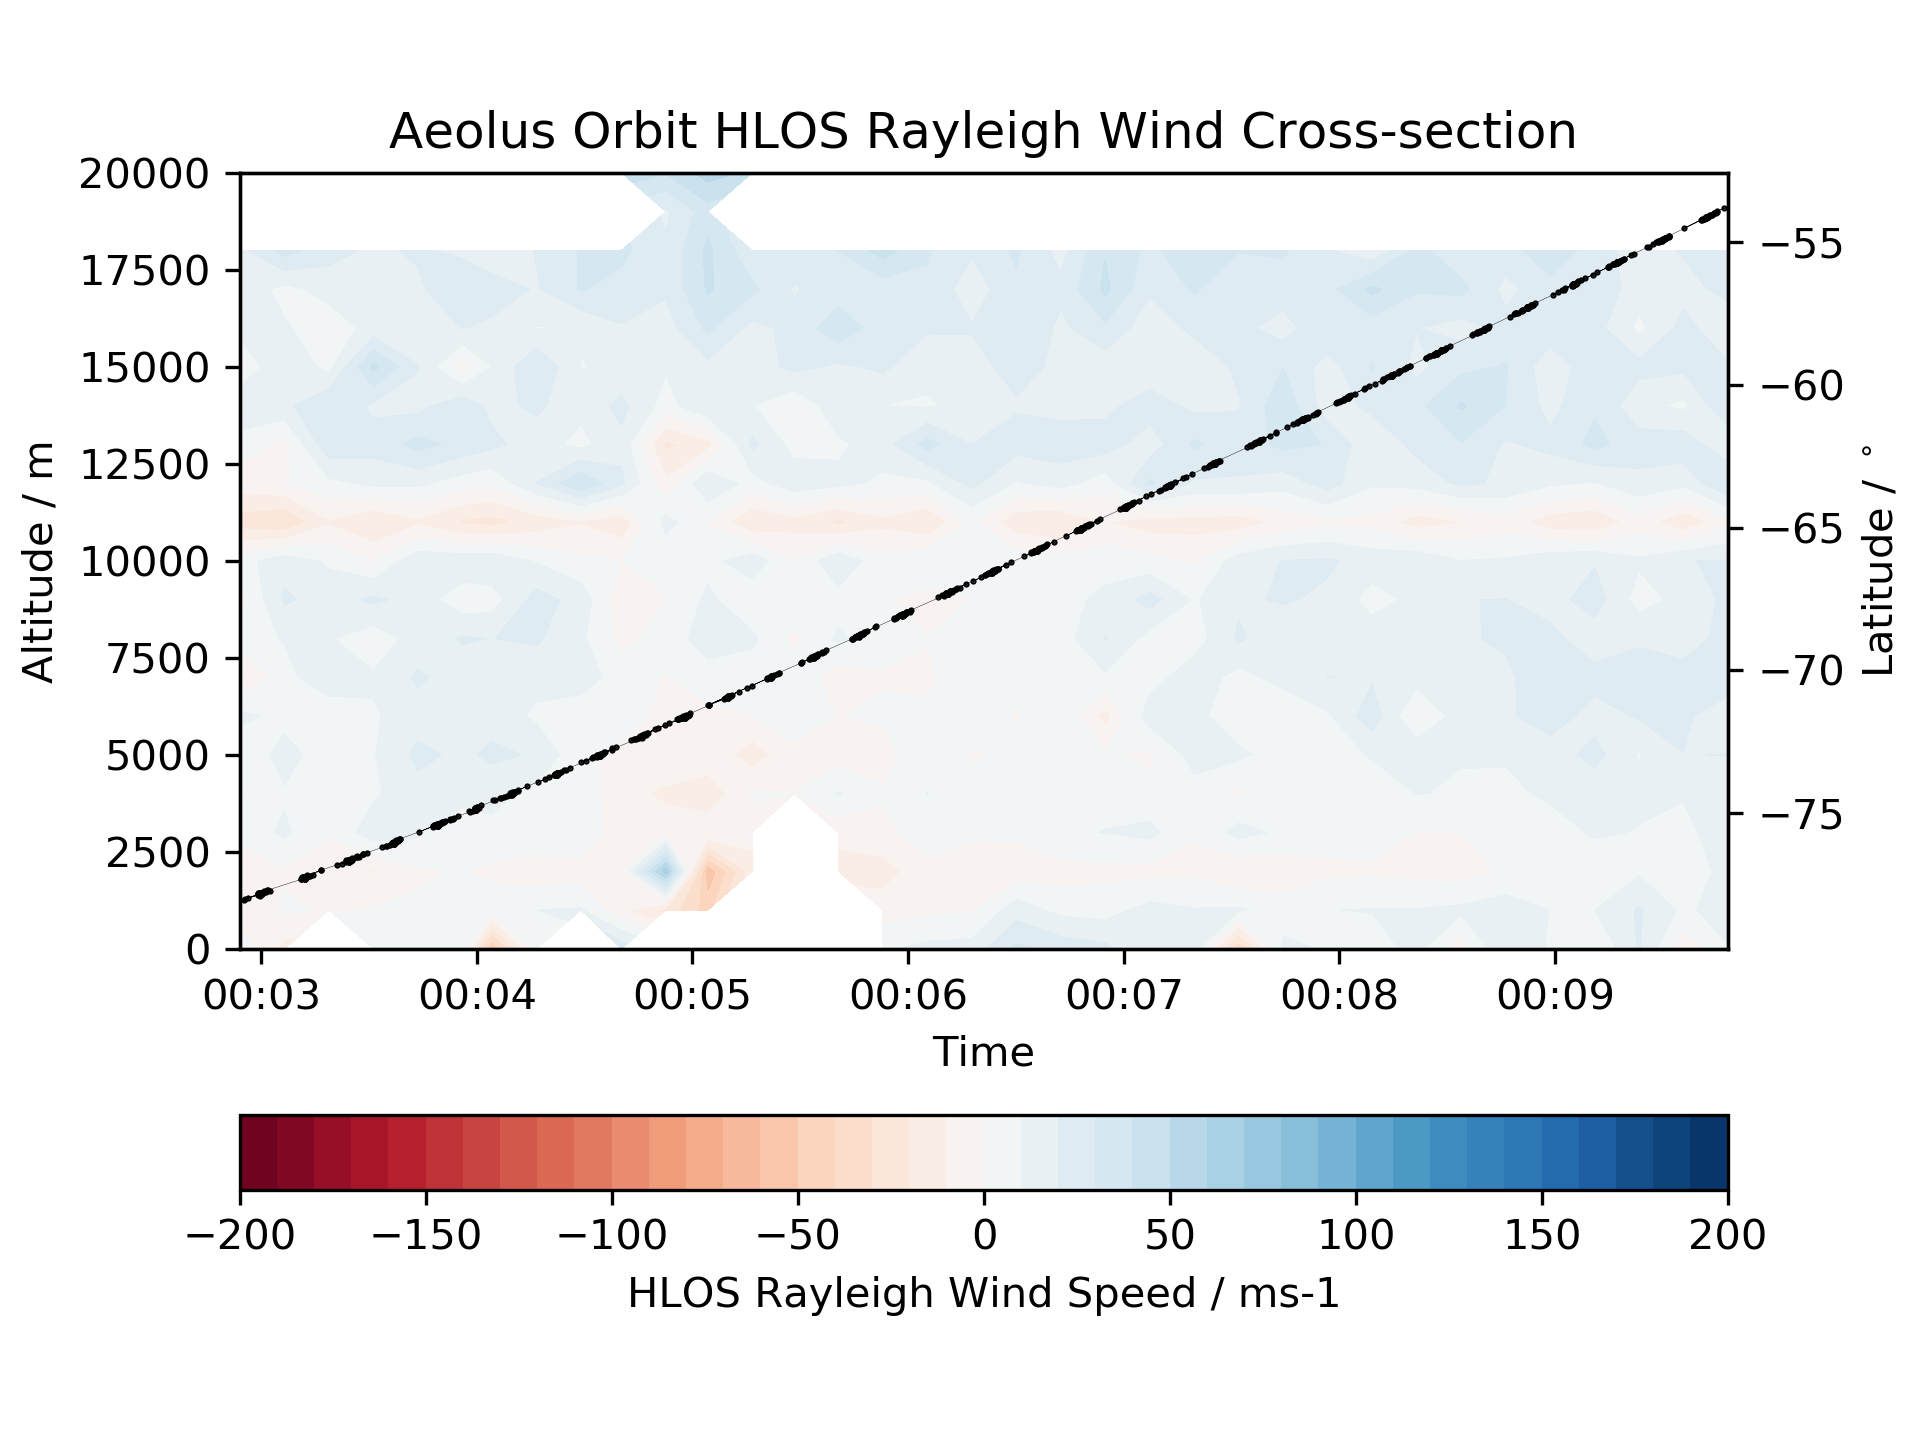 Aeolus Orbit HLOS Rayleigh Wind Cross-section
Altitude / m
20000
17500
15000
12500
10000
7500
5000
2500
0
−55
−60
−65
−70
−75
Latitude / °
00:03 00:04 00:05 00:06 00:07 00:08 00:09
Time
−200 −150 −100 −50 0 50 100 150 200
HLOS Rayleigh Wind Speed / ms-1